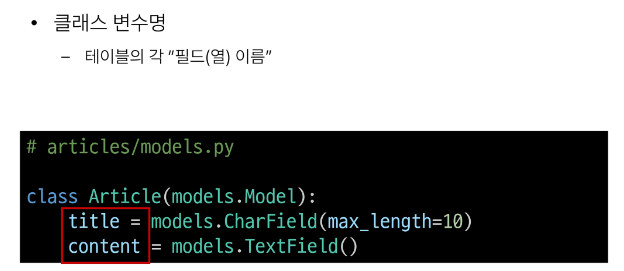 • 클래스 변수명
– 테이블의 각 “필드(열) 이름”
# articles/models.py
class Article(models.Model):
title = models.CharField(max_length=10)
content = models.TextField()